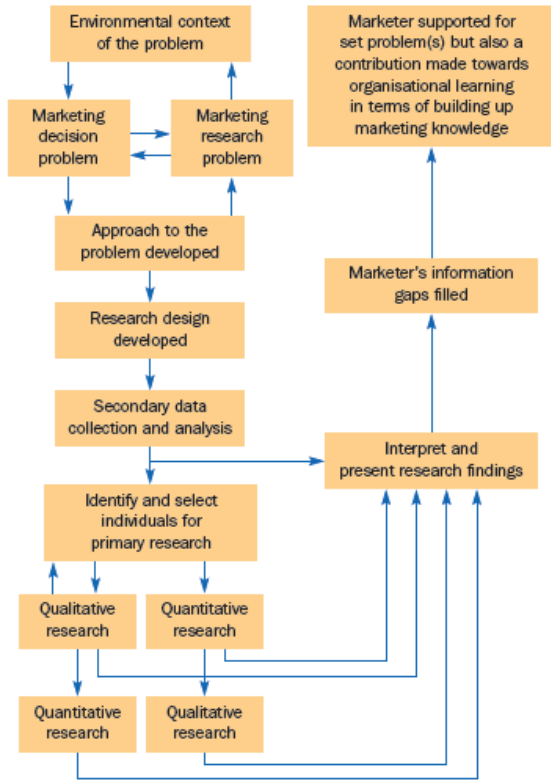 Environmental context
of the problem
Marketer supported for
set problem(s) but also a
contribution made towards
organisational learning
in terms of building up
marketing knowledge
Marketing
decision
problem
Marketing
research
problem
Approach to the
problem developed
Marketer's information
gaps filled
Research design
developed
Secondary data
collection and analysis
Interpret and
present research findings
Identify and select
individuals for
primary research
Qualitative
research
Quantitative
research
Quantitative
research
Qualitative
research